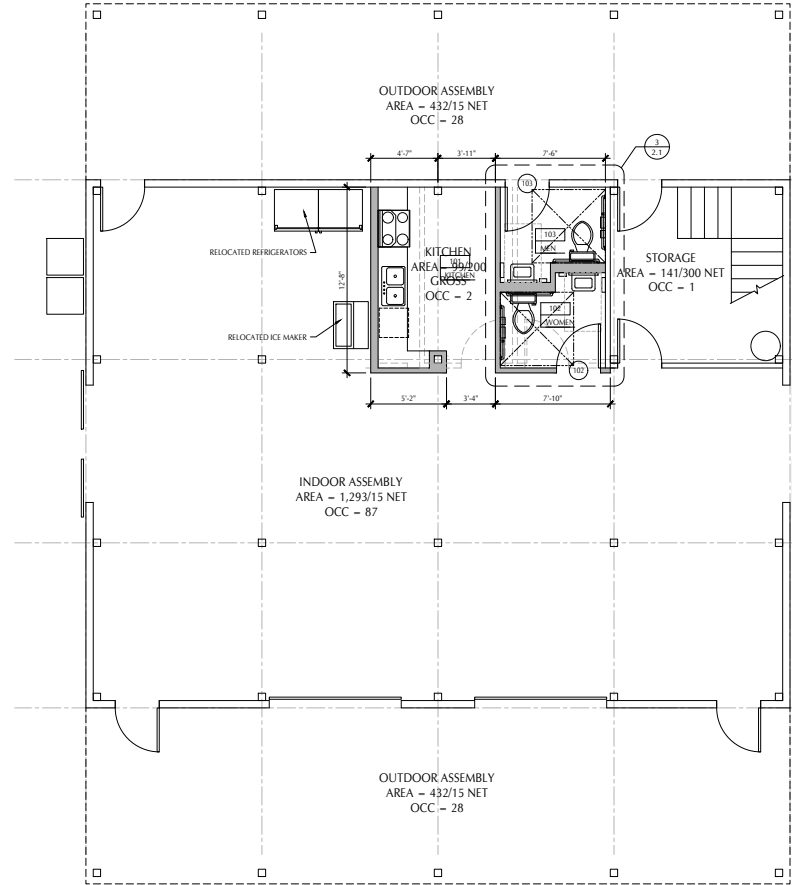 OUTDOOR ASSEMBLY
AREA – 432/15 NET
OCC – 28
3
2.1
4'-7"
3'-11"
7'-6"
103
RELOCATED REFRIGERATORS
12'-8"
KITCHEN
AREA – 99/200
GROSS
OCC – 2
101
KITCHEN
103
MEN
STORAGE
AREA – 141/300 NET
OCC – 1
102
WOMEN
RELOCATED ICE MAKER
102
5'-2"
3'-4"
7'-10"
INDOOR ASSEMBLY
AREA – 1,293/15 NET
OCC – 87
OUTDOOR ASSEMBLY
AREA – 432/15 NET
OCC – 28